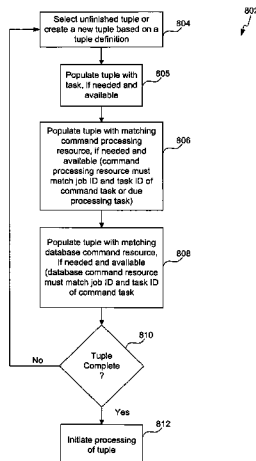 802
Select unfinished tuple or
create a new tuple based on a
tuple definition
804
Populate tuple with
task, if needed and
available
805
Populate tuple with matching
command processing
resource, if needed and
available (command
processing resource must
match job ID and task ID of
command task or due
processing task)
806
Populate tuple with matching
database command resource,
if needed and available
(database command resource
must match job ID and task ID
of command task
808
810
Tuple
Complete
?
No
Yes
812
Initiate processing
of tuple